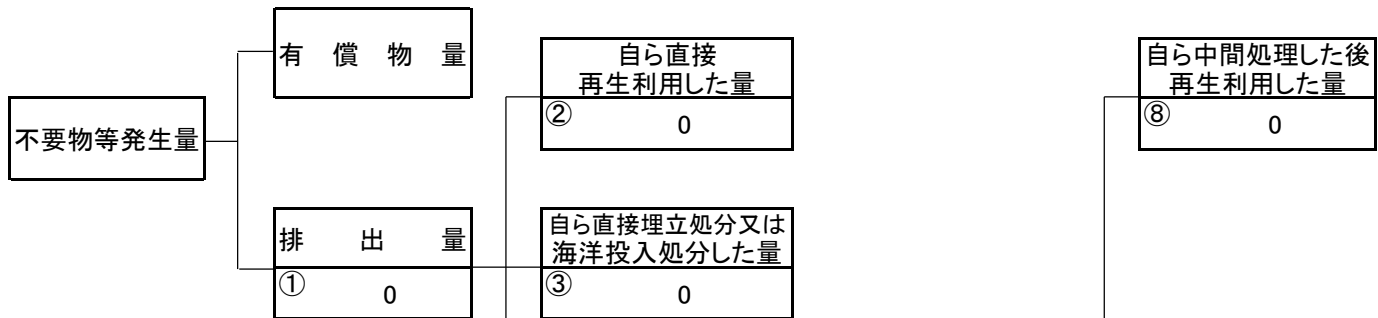 有償物量
自ら直接
再生利用した量
②
0
自ら中間処理した後
再生利用した量
⑧
0
不要物等発生量
排出量
①
0
自ら直接埋立処分又は
海洋投入処分した量
③
0